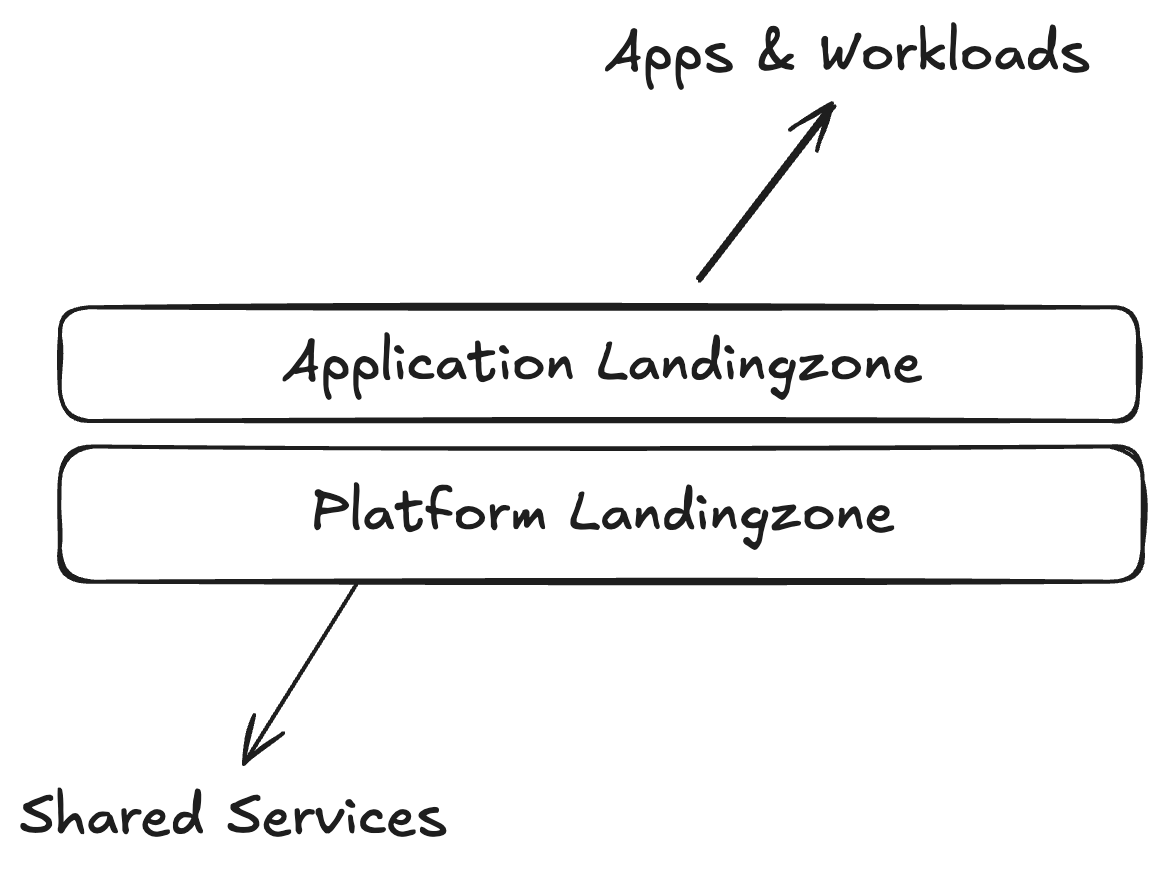 Apps & Workloads
Application Landingzone
Platform Landingzone
Shared Services